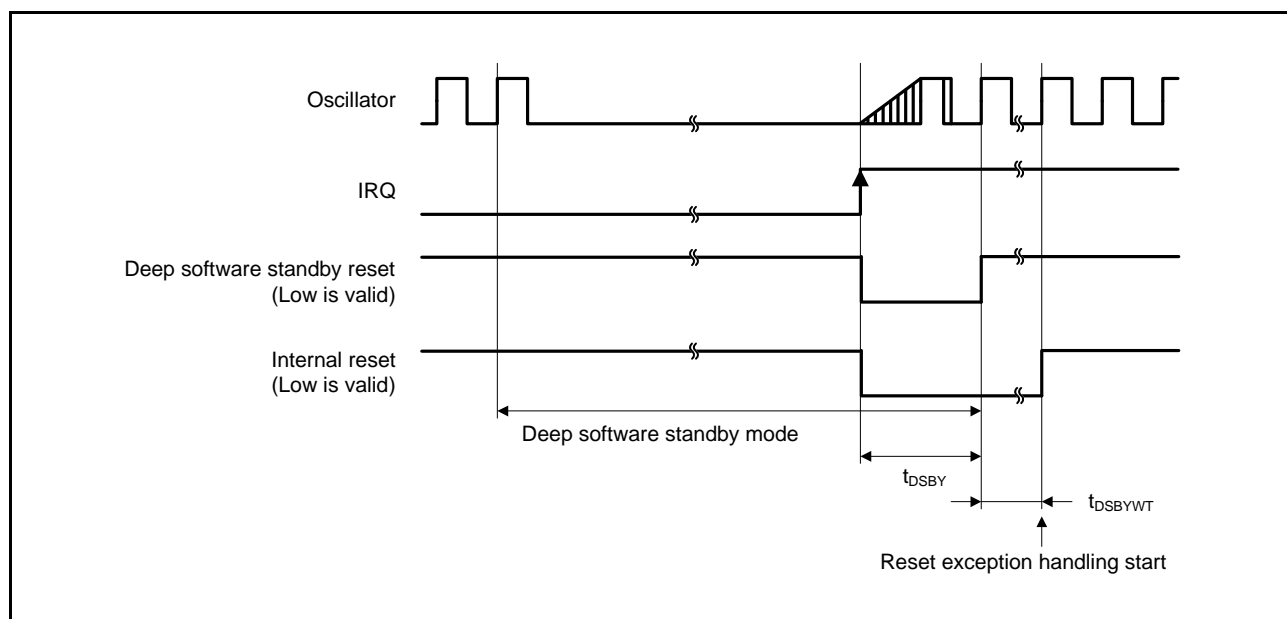 Oscillator
IRQ
Deep software standby reset
(Low is valid)
Internal reset
(Low is valid)
Deep software standby mode
tDSBY
tDSBYWT
Reset exception handling start